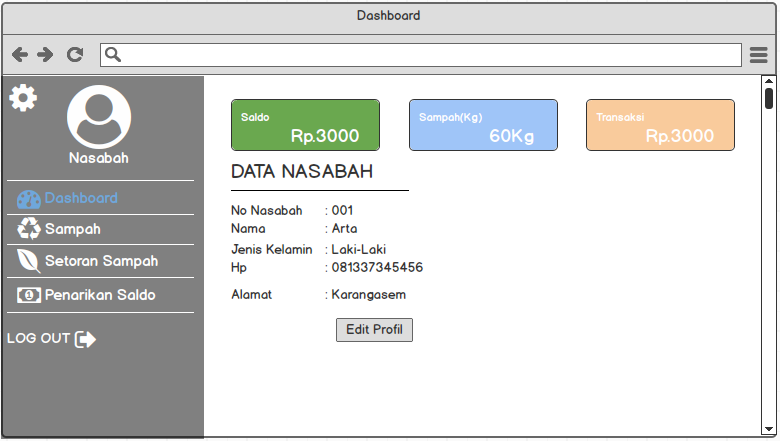 Dashboard
Nasabah
Dashboard
Sampah
Setoran Sampah
1
Penarikan Saldo
LOG OUT
Saldo
Rp.3000
Sampah(Kg)
60Kg
Transaksi
Rp.3000
DATA NASABAH
No Nasabah : 001
Nama : Arta
Jenis Kelamin : Laki-Laki
Hp : 081337345456
Alamat : Karangasem
Edit Profil